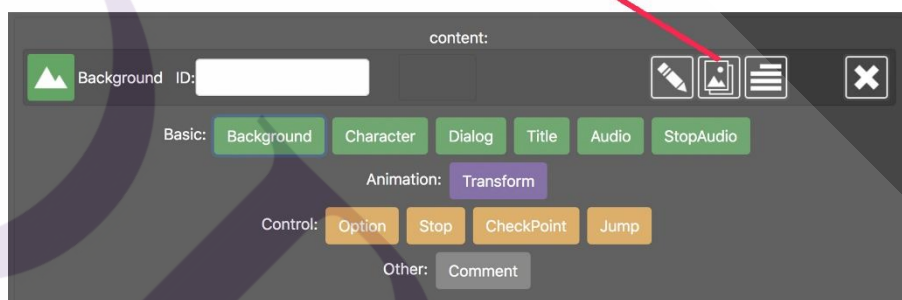 content:
Background ID:
Basic: Background Character Dialog Title Audio StopAudio
Animation: Transform
Control: Option Stop CheckPoint Jump
Other: Comment